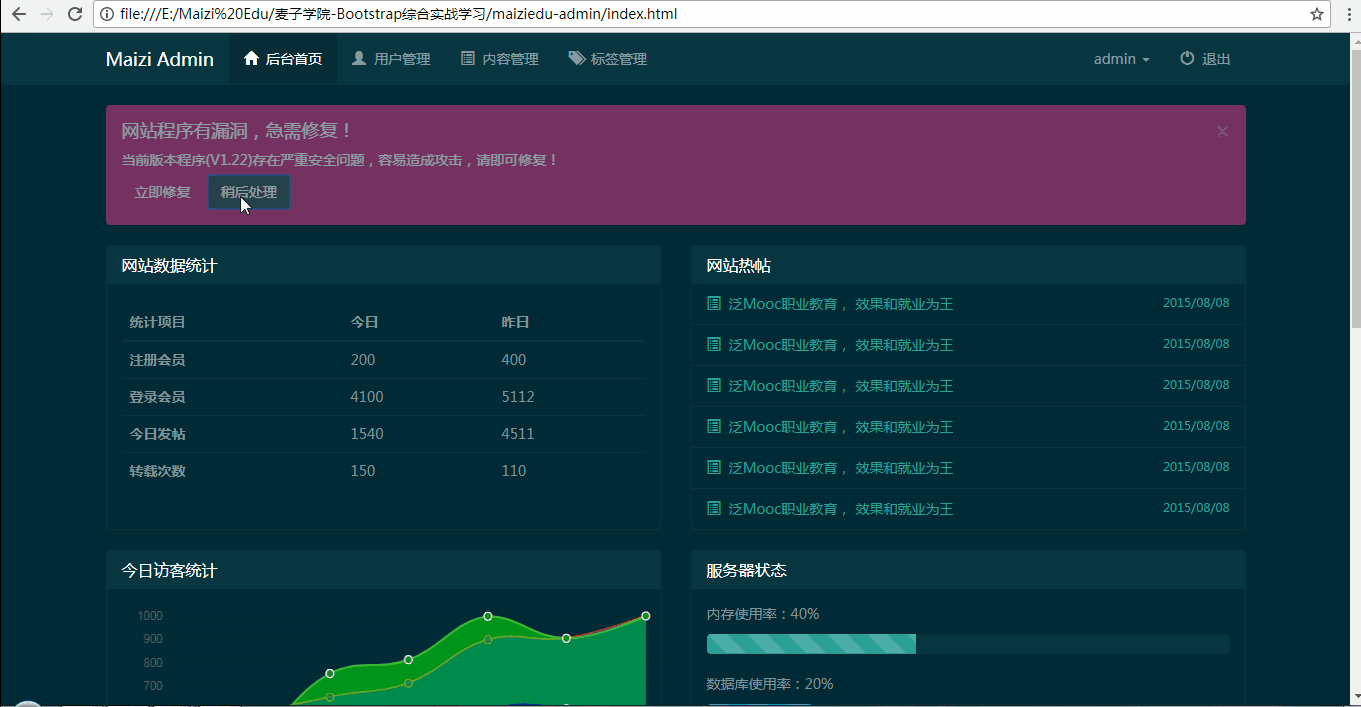 file:///E:/Maizi%20Edu/麦子学院-Bootstrap综合实战学习/maiziedu-admin/index.html
Maizi Admin 后台首页 用户管理 内容管理 标签管理 admin 退出
网站程序有漏洞，急需修复！ ×
当前版本程序(V1.22)存在严重安全问题，容易造成攻击，请即可修复！
立即修复 稍后处理
网站数据统计
统计项目 今日 昨日
注册会员 200 400
登录会员 4100 5112
今日发帖 1540 4511
转载次数 150 110
网站热帖
泛Mooc职业教育， 效果和就业为王 2015/08/08
泛Mooc职业教育， 效果和就业为王 2015/08/08
泛Mooc职业教育， 效果和就业为王 2015/08/08
泛Mooc职业教育， 效果和就业为王 2015/08/08
泛Mooc职业教育， 效果和就业为王 2015/08/08
泛Mooc职业教育， 效果和就业为王 2015/08/08
今日访客统计
1000
900
800
700
服务器状态
内存使用率：40%
数据库使用率：20%